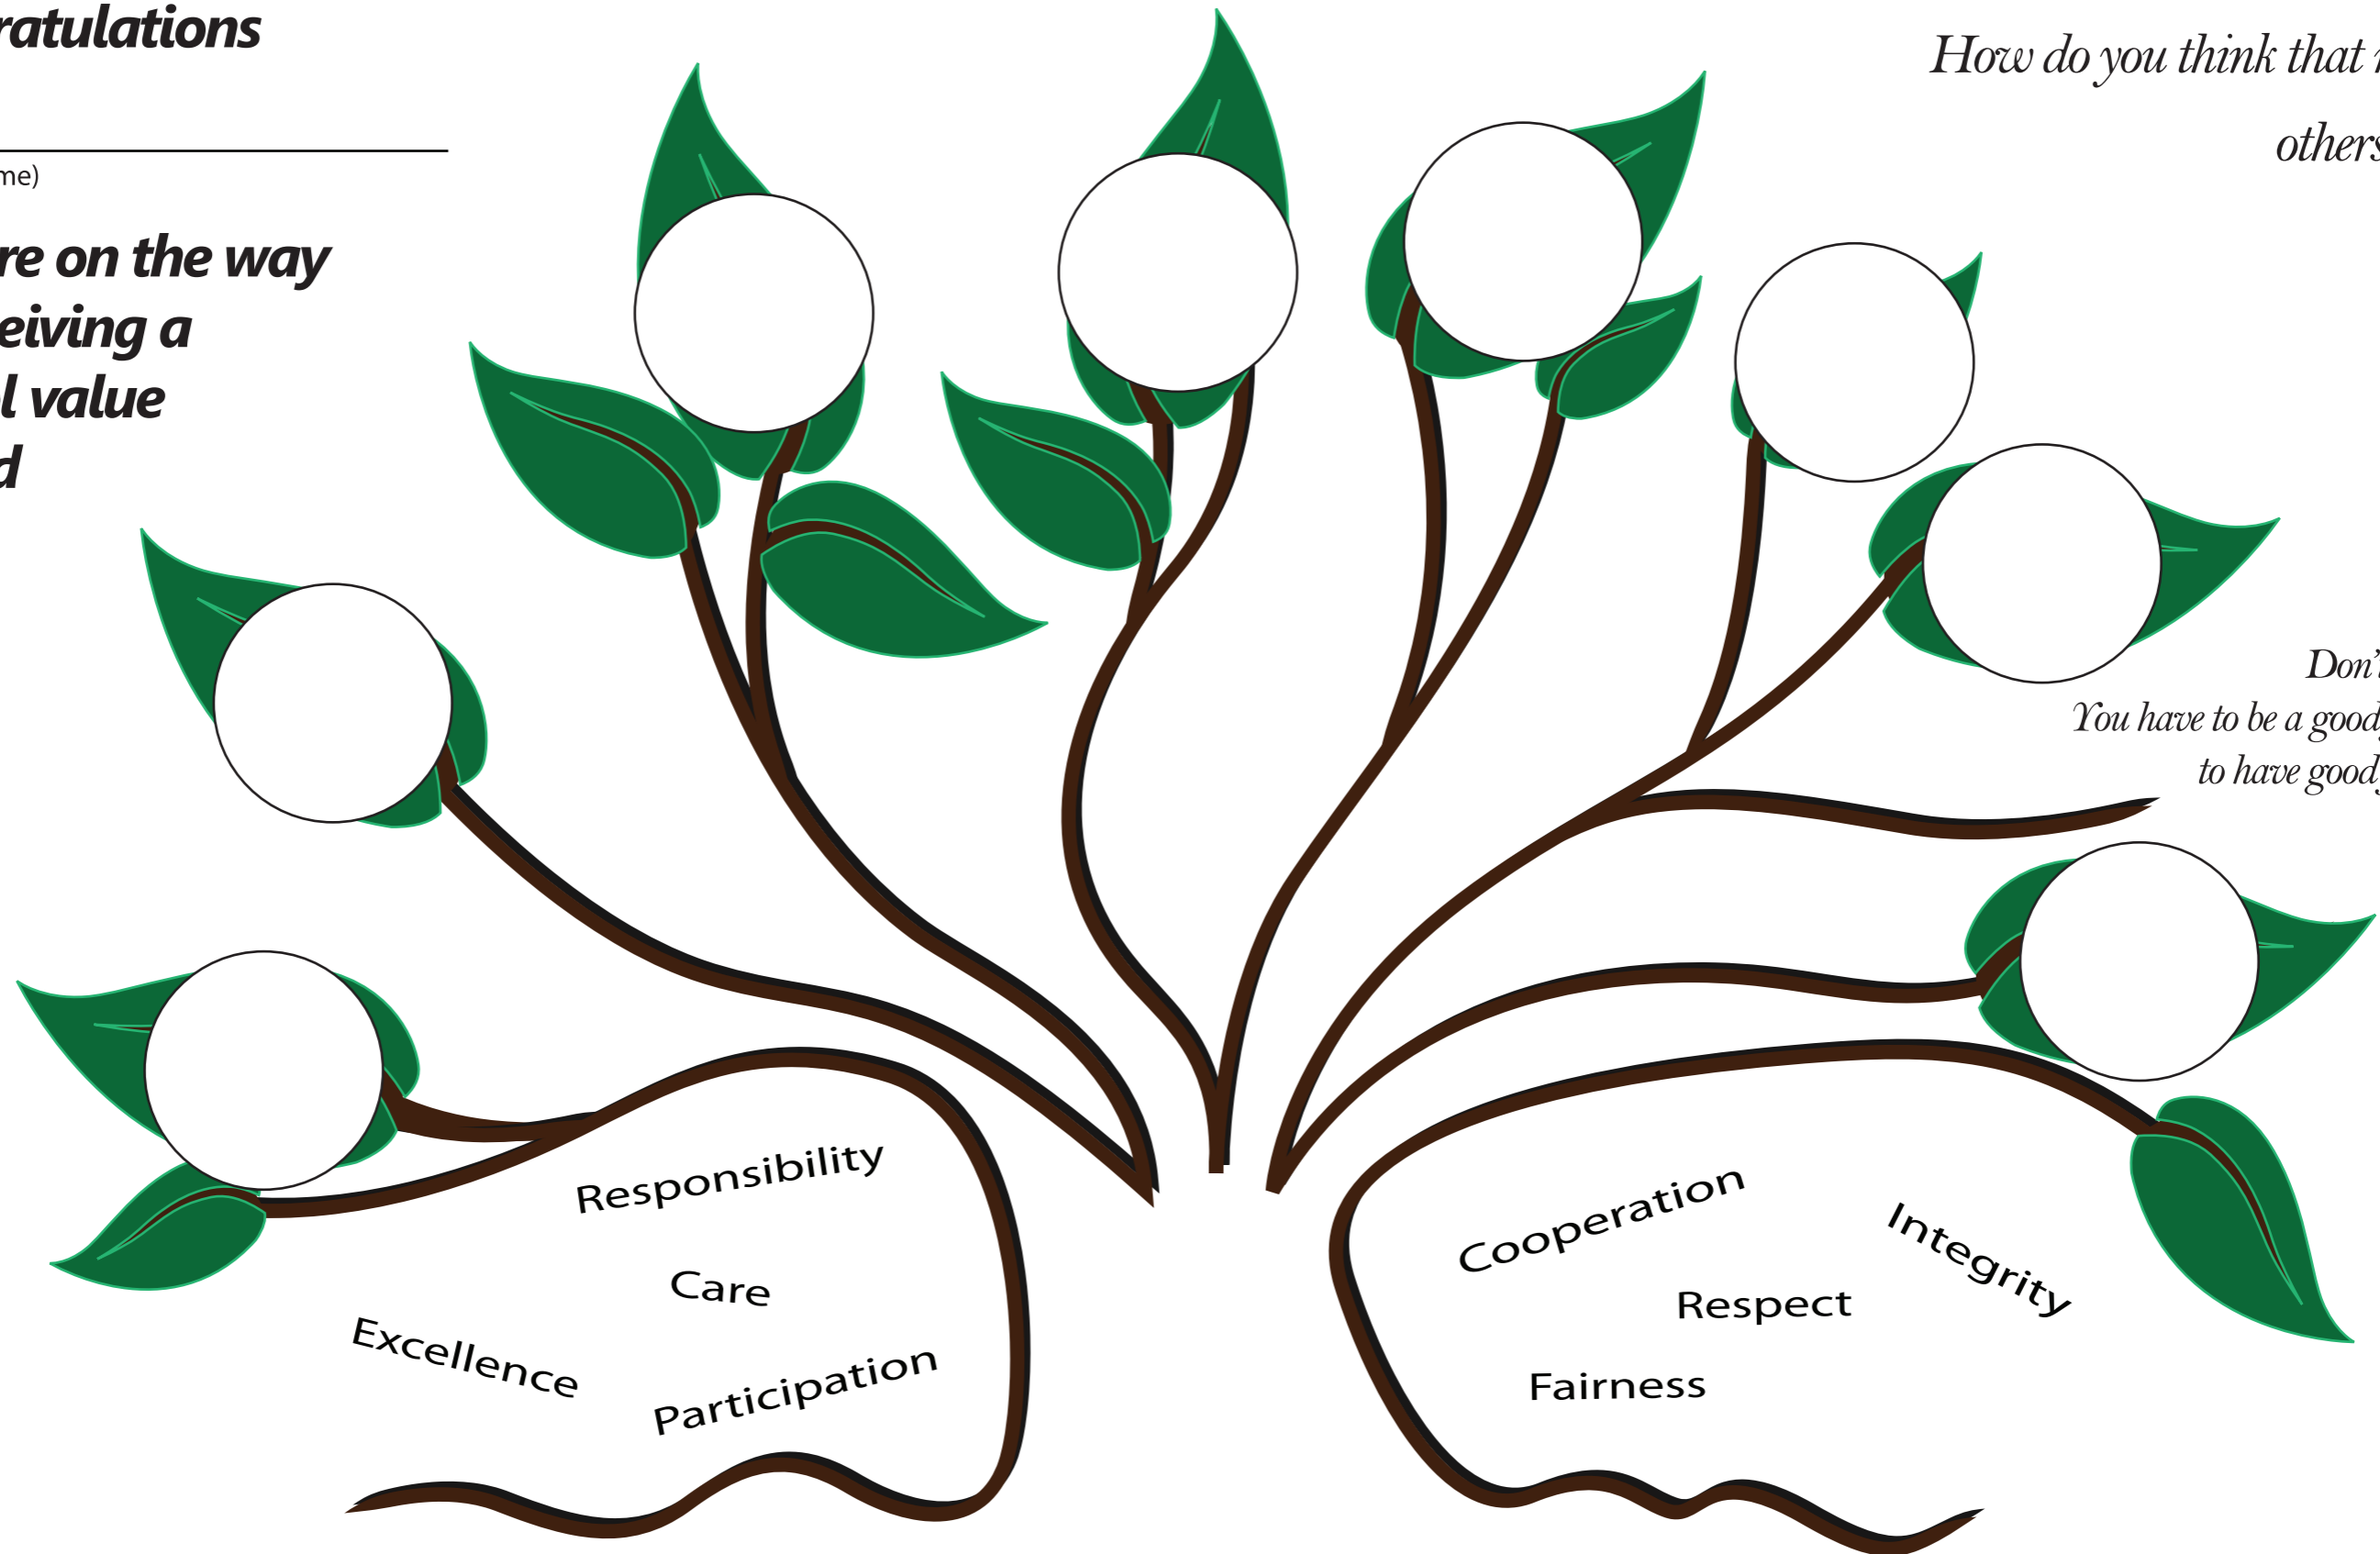 ratulations
me)
re on the way
eiving a
l value
d
How do you think that
others
Don't
You have to be a good
to have good
Responsibility
Care
Excellence
Participation
Cooperation
Integrity
Respect
Fairness